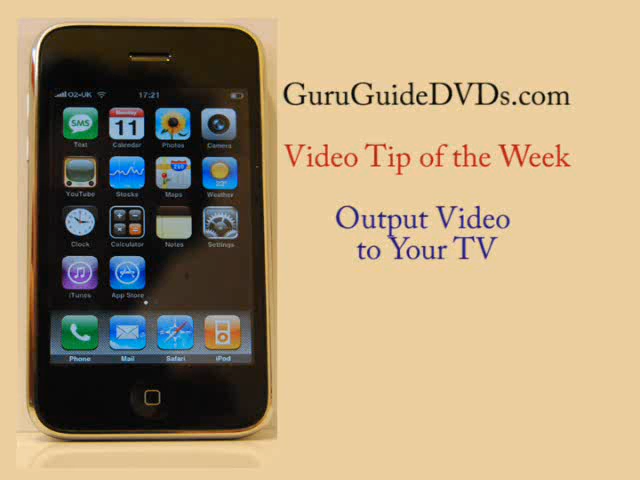 GuruGuideDVDs.com
Video Tip of the Week
Output Video
to Your TV
O2-UK 17:21
Monday
11
SMS
Text Calendar Photos Camera
YouTube Stocks Maps Weather
Clock Calculator Notes Settings
iTunes App Store
Phone Mail Safari iPod